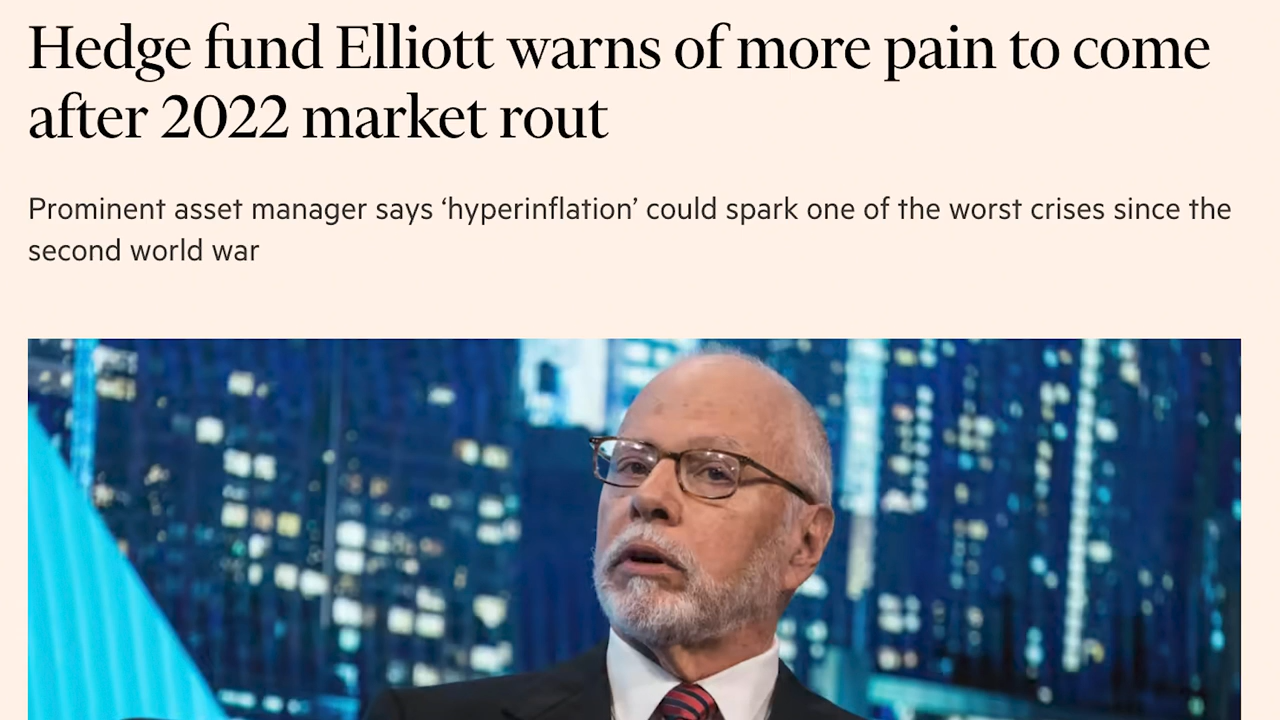 Hedge fund Elliott warns of more pain to come
after 2022 market rout
Prominent asset manager says ‘hyperinflation’ could spark one of the worst crises since the
second world war